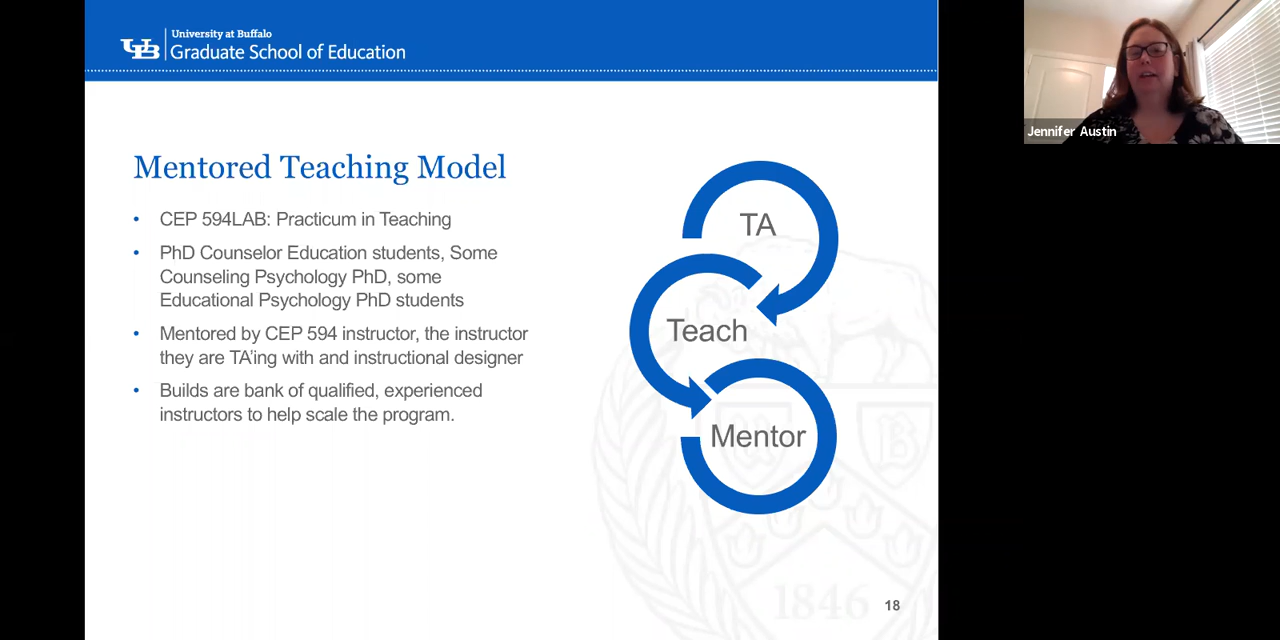 University at Buffalo
UB Graduate School of Education
Mentored Teaching Model
• CEP 594LAB: Practicum in Teaching
• PhD Counselor Education students, Some
Counseling Psychology PhD, some
Educational Psychology PhD students
• Mentored by CEP 594 instructor, the instructor
they are TA’ing with and instructional designer
• Builds are bank of qualified, experienced
instructors to help scale the program.
TA
Teach
Mentor
1846
18
Jennifer Austin